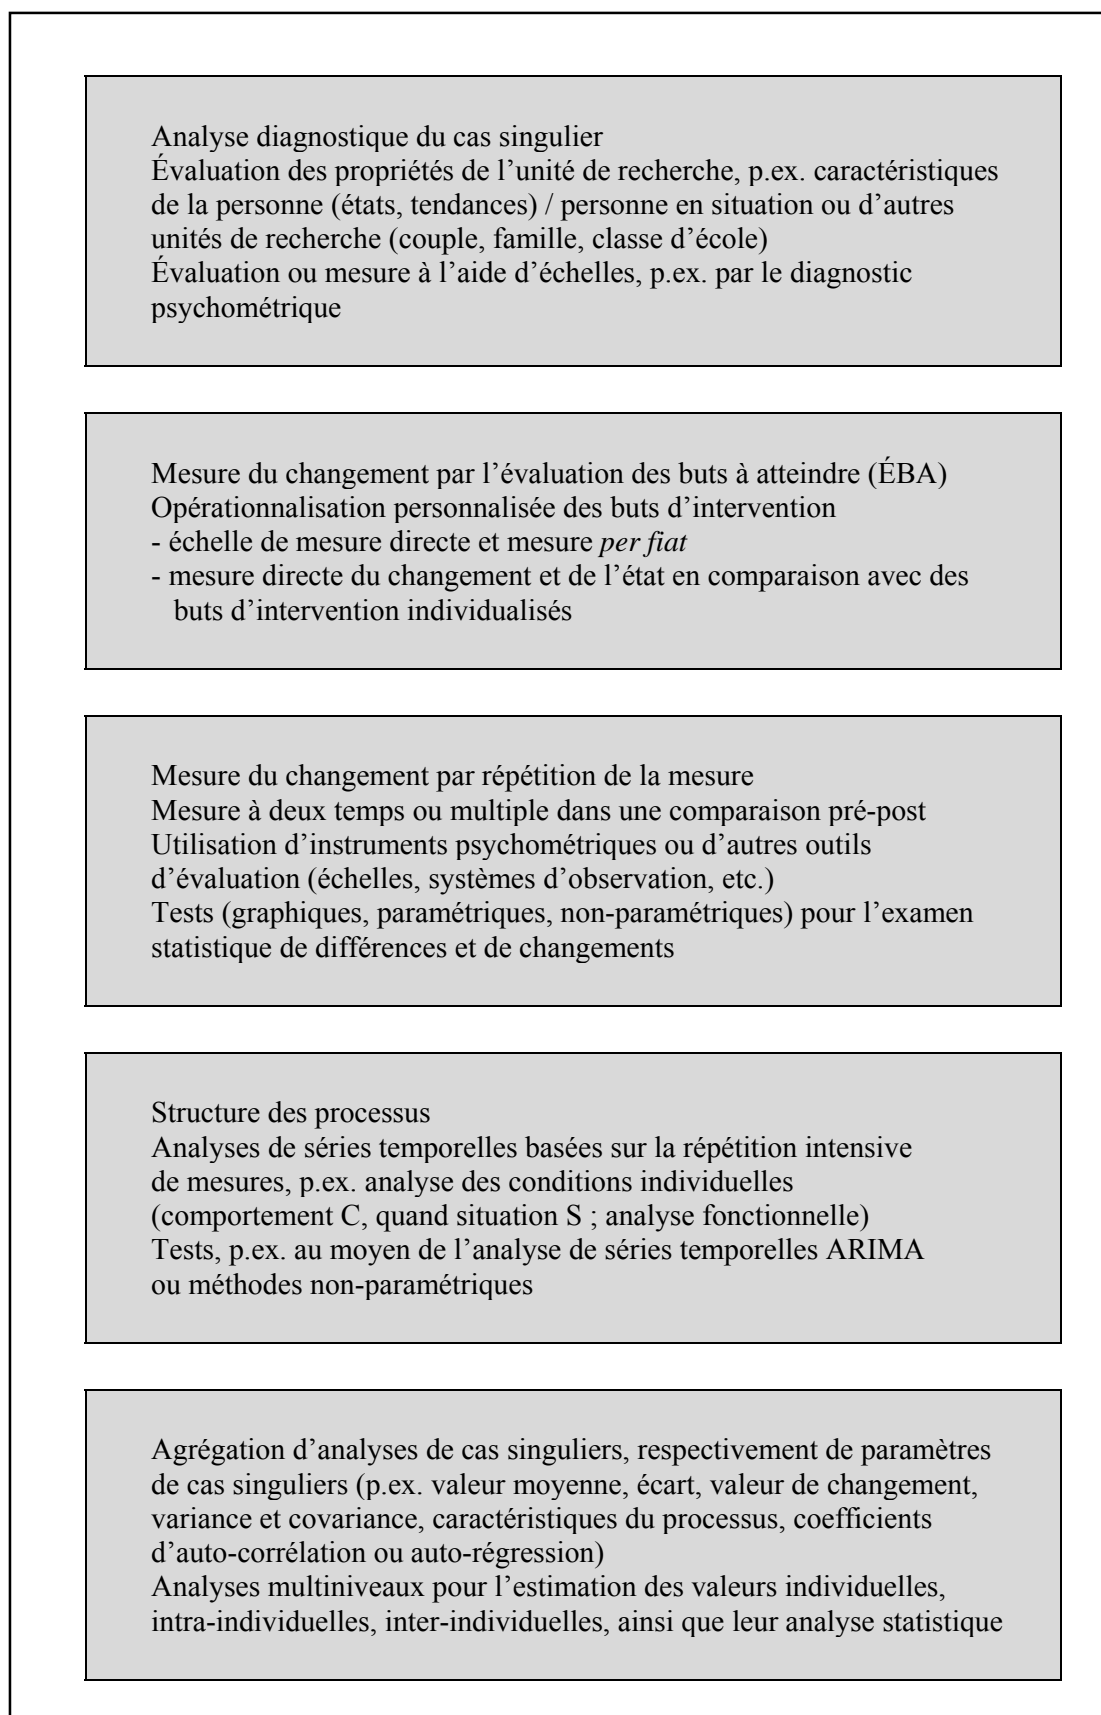 Analyse diagnostique du cas singulier
Évaluation des propriétés de l’unité de recherche, p.ex. caractéristiques
de la personne (états, tendances) / personne en situation ou d’autres
unités de recherche (couple, famille, classe d’école)
Évaluation ou mesure à l’aide d’échelles, p.ex. par le diagnostic
psychométrique
Mesure du changement par l’évaluation des buts à atteindre (ÉBA)
Opérationnalisation personnalisée des buts d’intervention
- échelle de mesure directe et mesure per fiat
- mesure directe du changement et de l’état en comparaison avec des
buts d’intervention individualisés
Mesure du changement par répétition de la mesure
Mesure à deux temps ou multiple dans une comparaison pré-post
Utilisation d’instruments psychométriques ou d’autres outils
d’évaluation (échelles, systèmes d’observation, etc.)
Tests (graphiques, paramétriques, non-paramétriques) pour l’examen
statistique de différences et de changements
Structure des processus
Analyses de séries temporelles basées sur la répétition intensive
de mesures, p.ex. analyse des conditions individuelles
(comportement C, quand situation S ; analyse fonctionnelle)
Tests, p.ex. au moyen de l’analyse de séries temporelles ARIMA
ou méthodes non-paramétriques
Agrégation d’analyses de cas singuliers, respectivement de paramètres
de cas singuliers (p.ex. valeur moyenne, écart, valeur de changement,
variance et covariance, caractéristiques du processus, coefficients
d’auto-corrélation ou auto-régression)
Analyses multiniveaux pour l’estimation des valeurs individuelles,
intra-individuelles, inter-individuelles, ainsi que leur analyse statistique